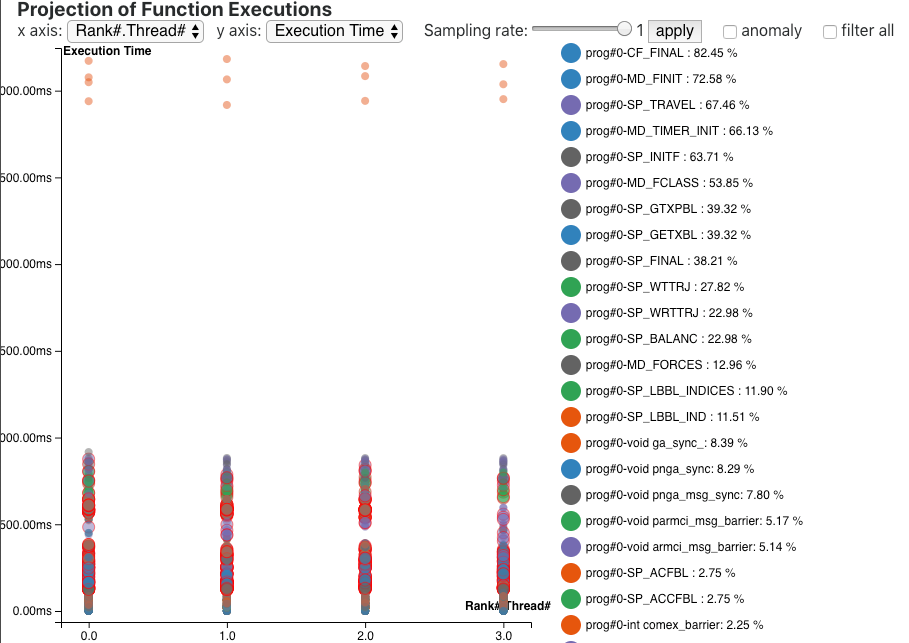 Projection of Function Executions
x axis: Rank#.Thread# y axis: Execution Time Sampling rate: 1 apply anomaly filter all
Execution Time
000.00ms
500.00ms
000.00ms
500.00ms
000.00ms
500.00ms
0.00ms
0.0 1.0 2.0 3.0
Rank#.Thread#
prog#0-CF_FINAL : 82.45 %
prog#0-MD_FINIT : 72.58 %
prog#0-SP_TRAVEL : 67.46 %
prog#0-MD_TIMER_INIT : 66.13 %
prog#0-SP_INITF : 63.71 %
prog#0-MD_FCLASS : 53.85 %
prog#0-SP_GTXPBL : 39.32 %
prog#0-SP_GETXBL : 39.32 %
prog#0-SP_FINAL : 38.21 %
prog#0-SP_WTTRJ : 27.82 %
prog#0-SP_WRTTRJ : 22.98 %
prog#0-SP_BALANC : 22.98 %
prog#0-MD_FORCES : 12.96 %
prog#0-SP_LBBL_INDICES : 11.90 %
prog#0-SP_LBBL_IND : 11.51 %
prog#0-void ga_sync_: 8.39 %
prog#0-void pnga_sync: 8.29 %
prog#0-void pnga_msg_sync: 7.80 %
prog#0-void parmci_msg_barrier: 5.17 %
prog#0-void armci_msg_barrier: 5.14 %
prog#0-SP_ACFBL : 2.75 %
prog#0-SP_ACCFBL : 2.75 %
prog#0-int comex_barrier: 2.25 %